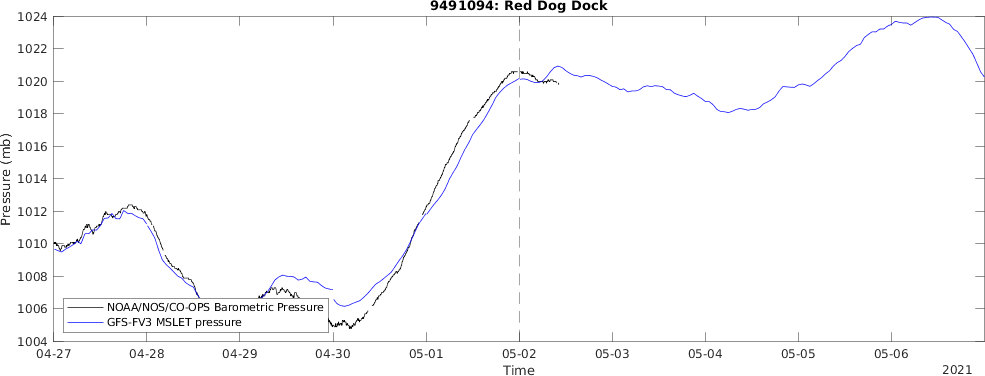 9491094: Red Dog Dock
1024
1022
1020
1018
1016
1014
1012
1010
1008
1006
1004
Pressure (mb)
NOAA/NOS/CO-OPS Barometric Pressure
GFS-FV3 MSLET pressure
04-27 04-28 04-29 04-30 05-01 05-02 05-03 05-04 05-05 05-06
Time
2021